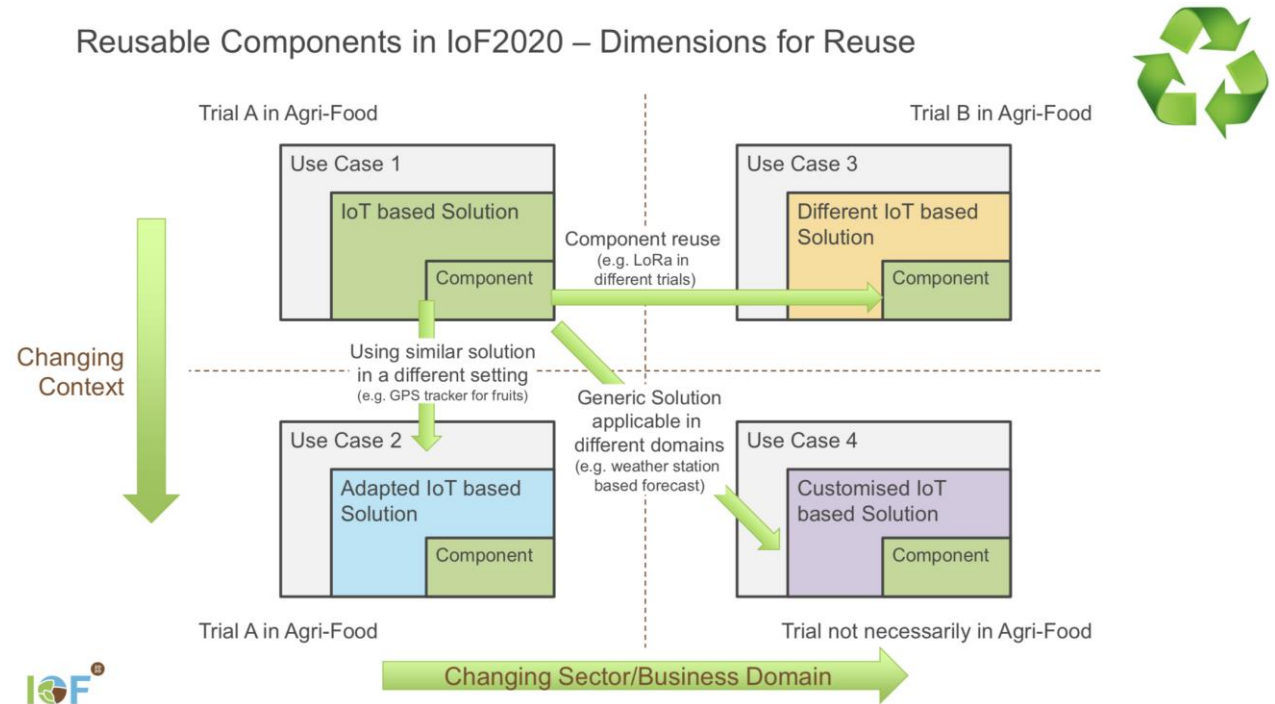 Reusable Components in IoF2020 – Dimensions for Reuse
Trial A in Agri-Food
Trial B in Agri-Food
Use Case 1
IoT based Solution
Component
Component reuse
(e.g. LoRa in
different trials)
Use Case 3
Different IoT based
Solution
Component
Changing
Context
Using similar solution
in a different setting
(e.g. GPS tracker for fruits)
Generic Solution
applicable in
different domains
(e.g. weather station
based forecast)
Use Case 2
Adapted IoT based
Solution
Component
Use Case 4
Customised IoT
based Solution
Component
Trial A in Agri-Food
Trial not necessarily in Agri-Food
Changing Sector/Business Domain
IOF